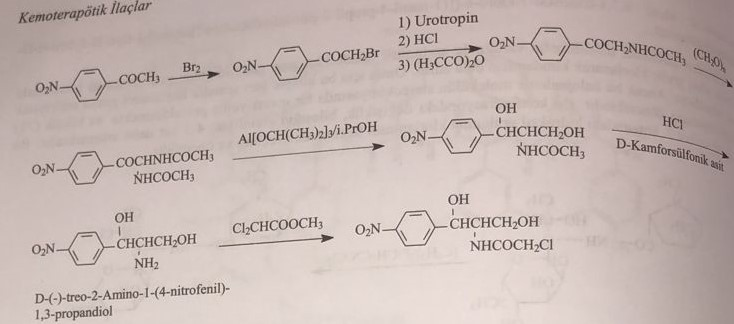 Kemoterapötik İlaçlar
O₂N- -COCH₃ Br₂ O₂N- -COCH₂Br
1) Urotropin
2) HCl
3) (H₃CCO)₂O
O₂N- -COCH₂NHCOCH₃ (CH₂O)ₙ
O₂N- -COCHNHCOCH₃
NHCOCH₃
Al[OCH(CH₃)₂]₃/i.PrOH
OH
O₂N- -CHCHCH₂OH
NHCOCH₃
HCl
D-Kamforsülfonik asit
OH
O₂N- -CHCHCH₂OH
NH₂
Cl₂CHCOOCH₃
OH
O₂N- -CHCHCH₂OH
NHCOCH₂Cl
D-(-)-treo-2-Amino-1-(4-nitrofenil)-
1,3-propandiol